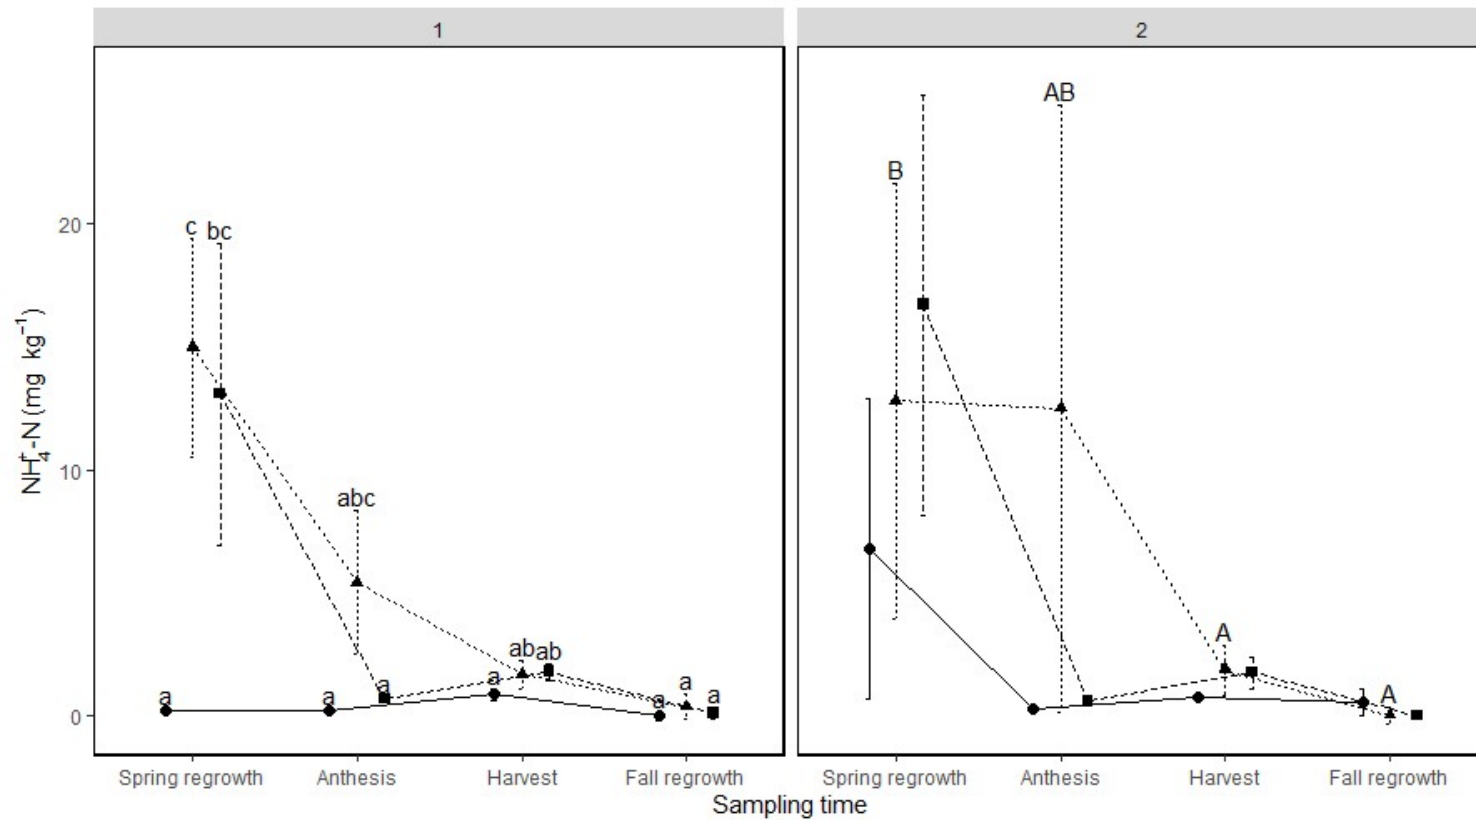 1
2
NH₄⁺-N (mg kg⁻¹)
20
10
0
c
bc
abc
a
a
a
ab
ab
a
a
a
a
B
AB
A
A
Spring regrowth
Anthesis
Harvest
Fall regrowth
Spring regrowth
Anthesis
Harvest
Fall regrowth
Sampling time